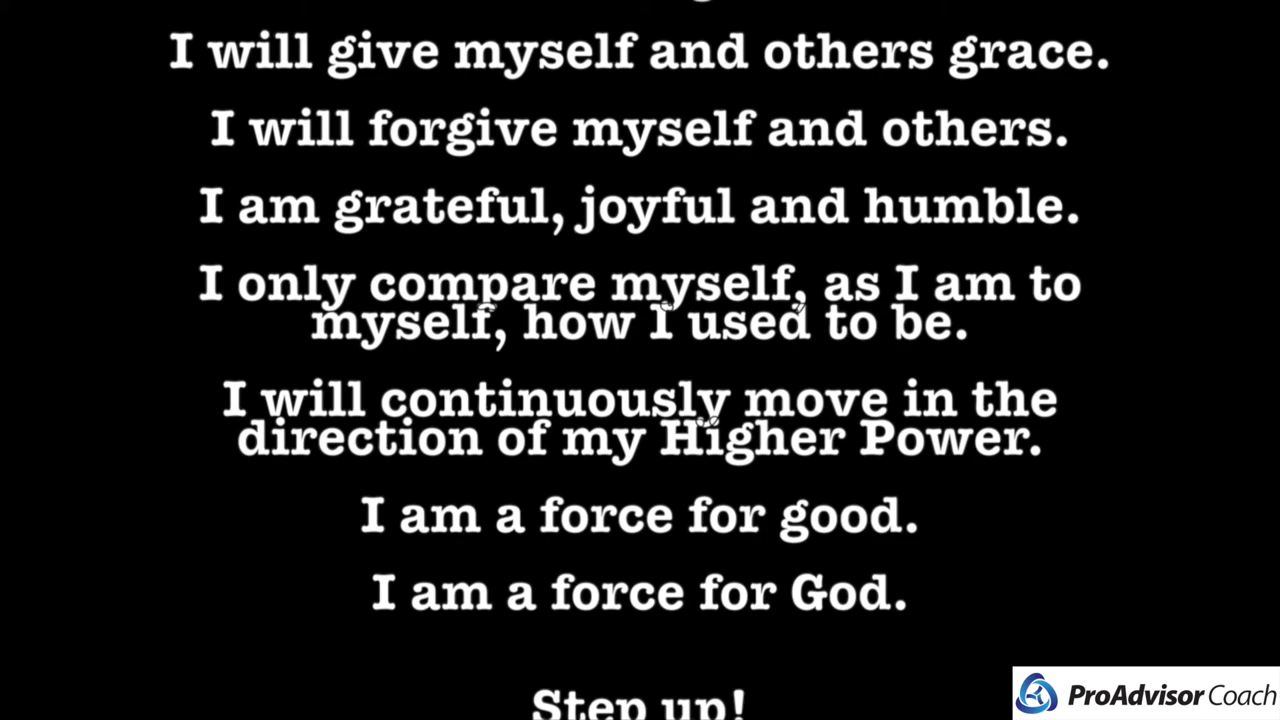 I will give myself and others grace.
I will forgive myself and others.
I am grateful, joyful and humble.
I only compare myself, as I am to
myself, how I used to be.
I will continuously move in the
direction of my Higher Power.
I am a force for good.
I am a force for God.
Step up!
ProAdvisor Coach